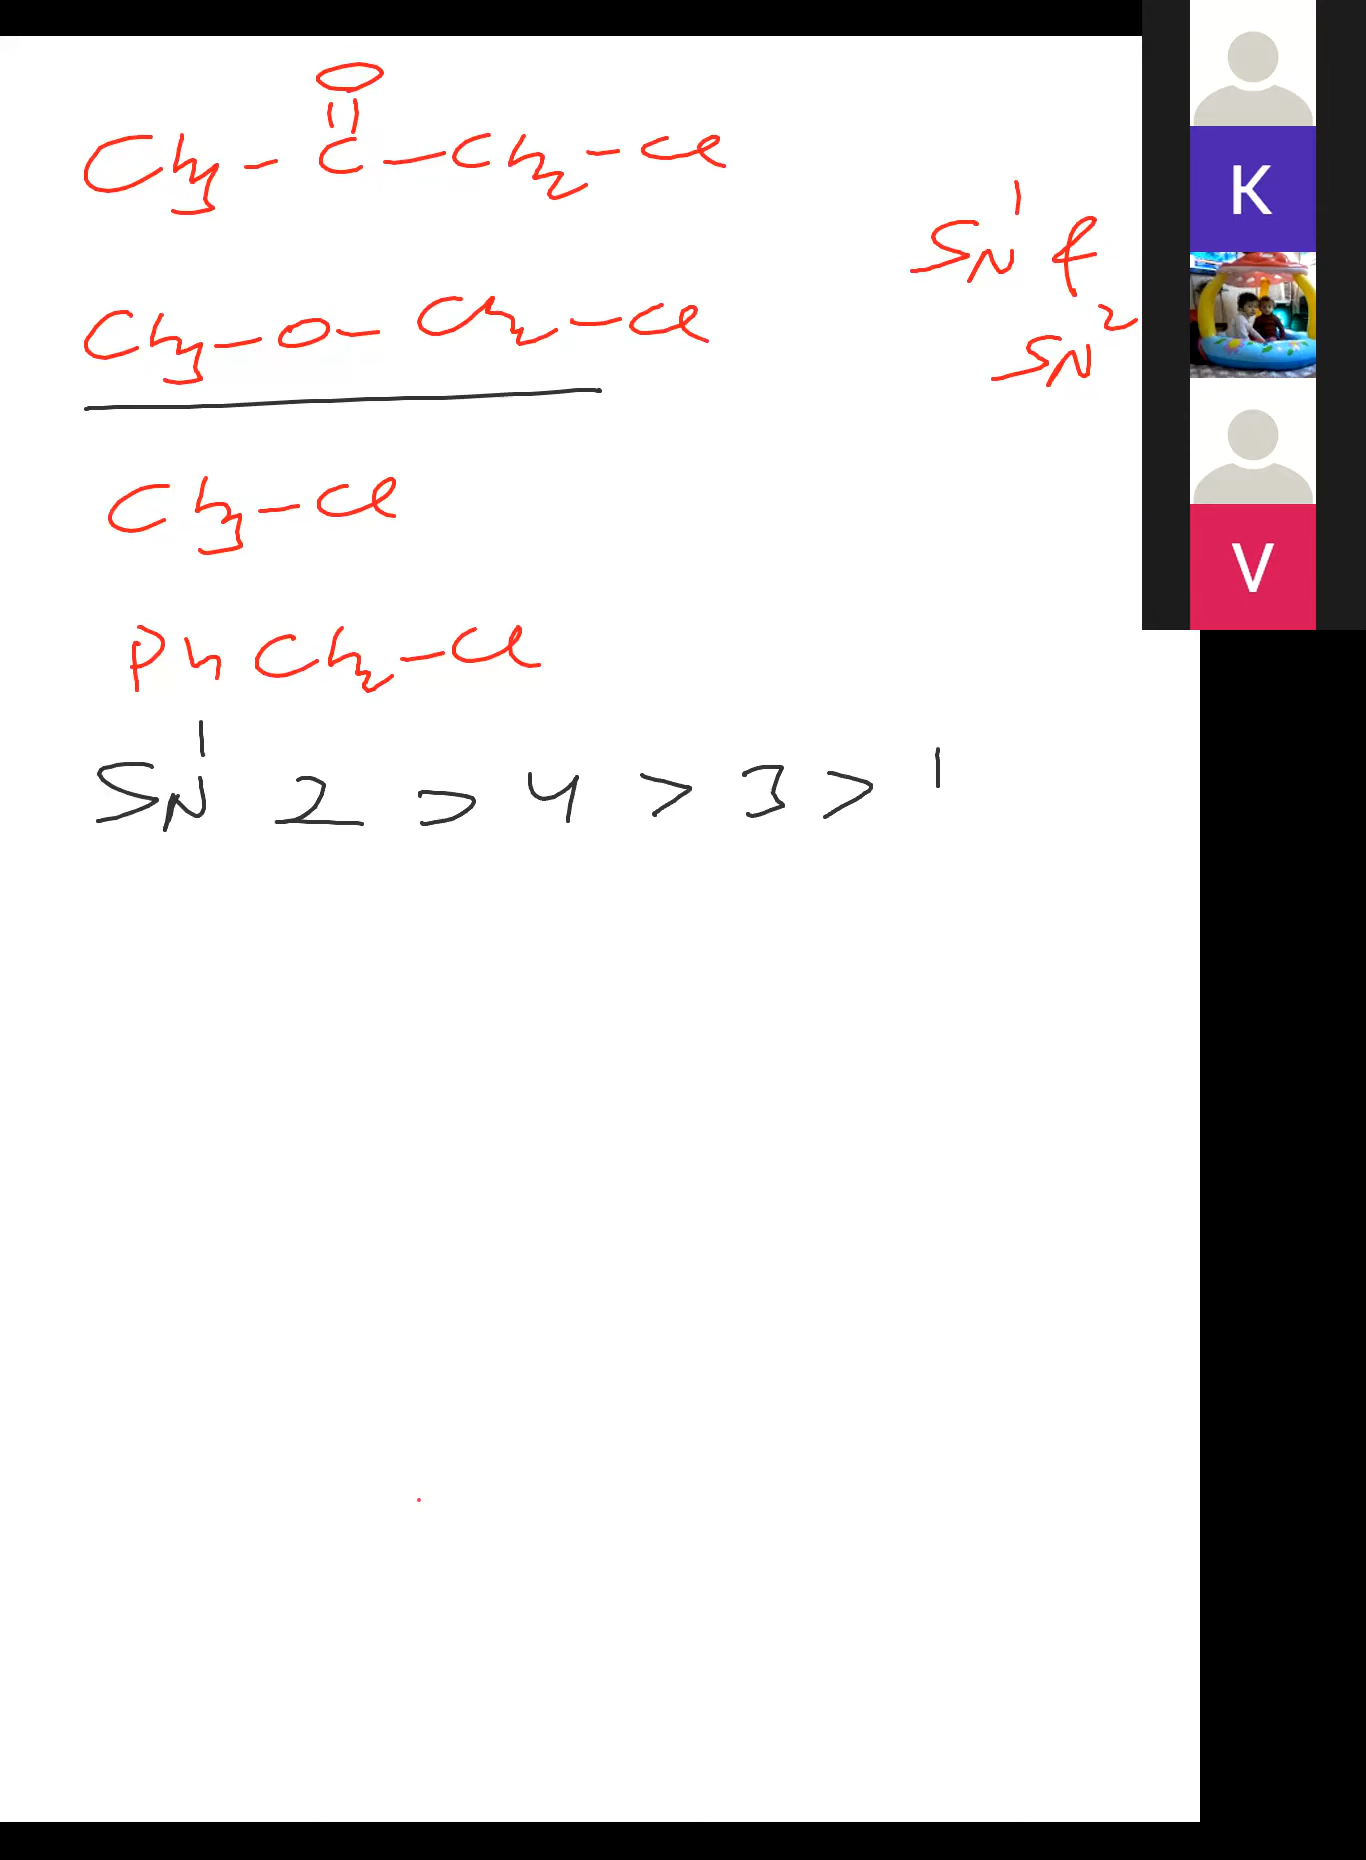 O
||
CH3 - C - CH2 - Cl
SN1 &
CH3 - O - CH2 - Cl
SN2
CH3 - Cl
Ph CH2 - Cl
SN1 2 > 4 > 3 > 1
K
V